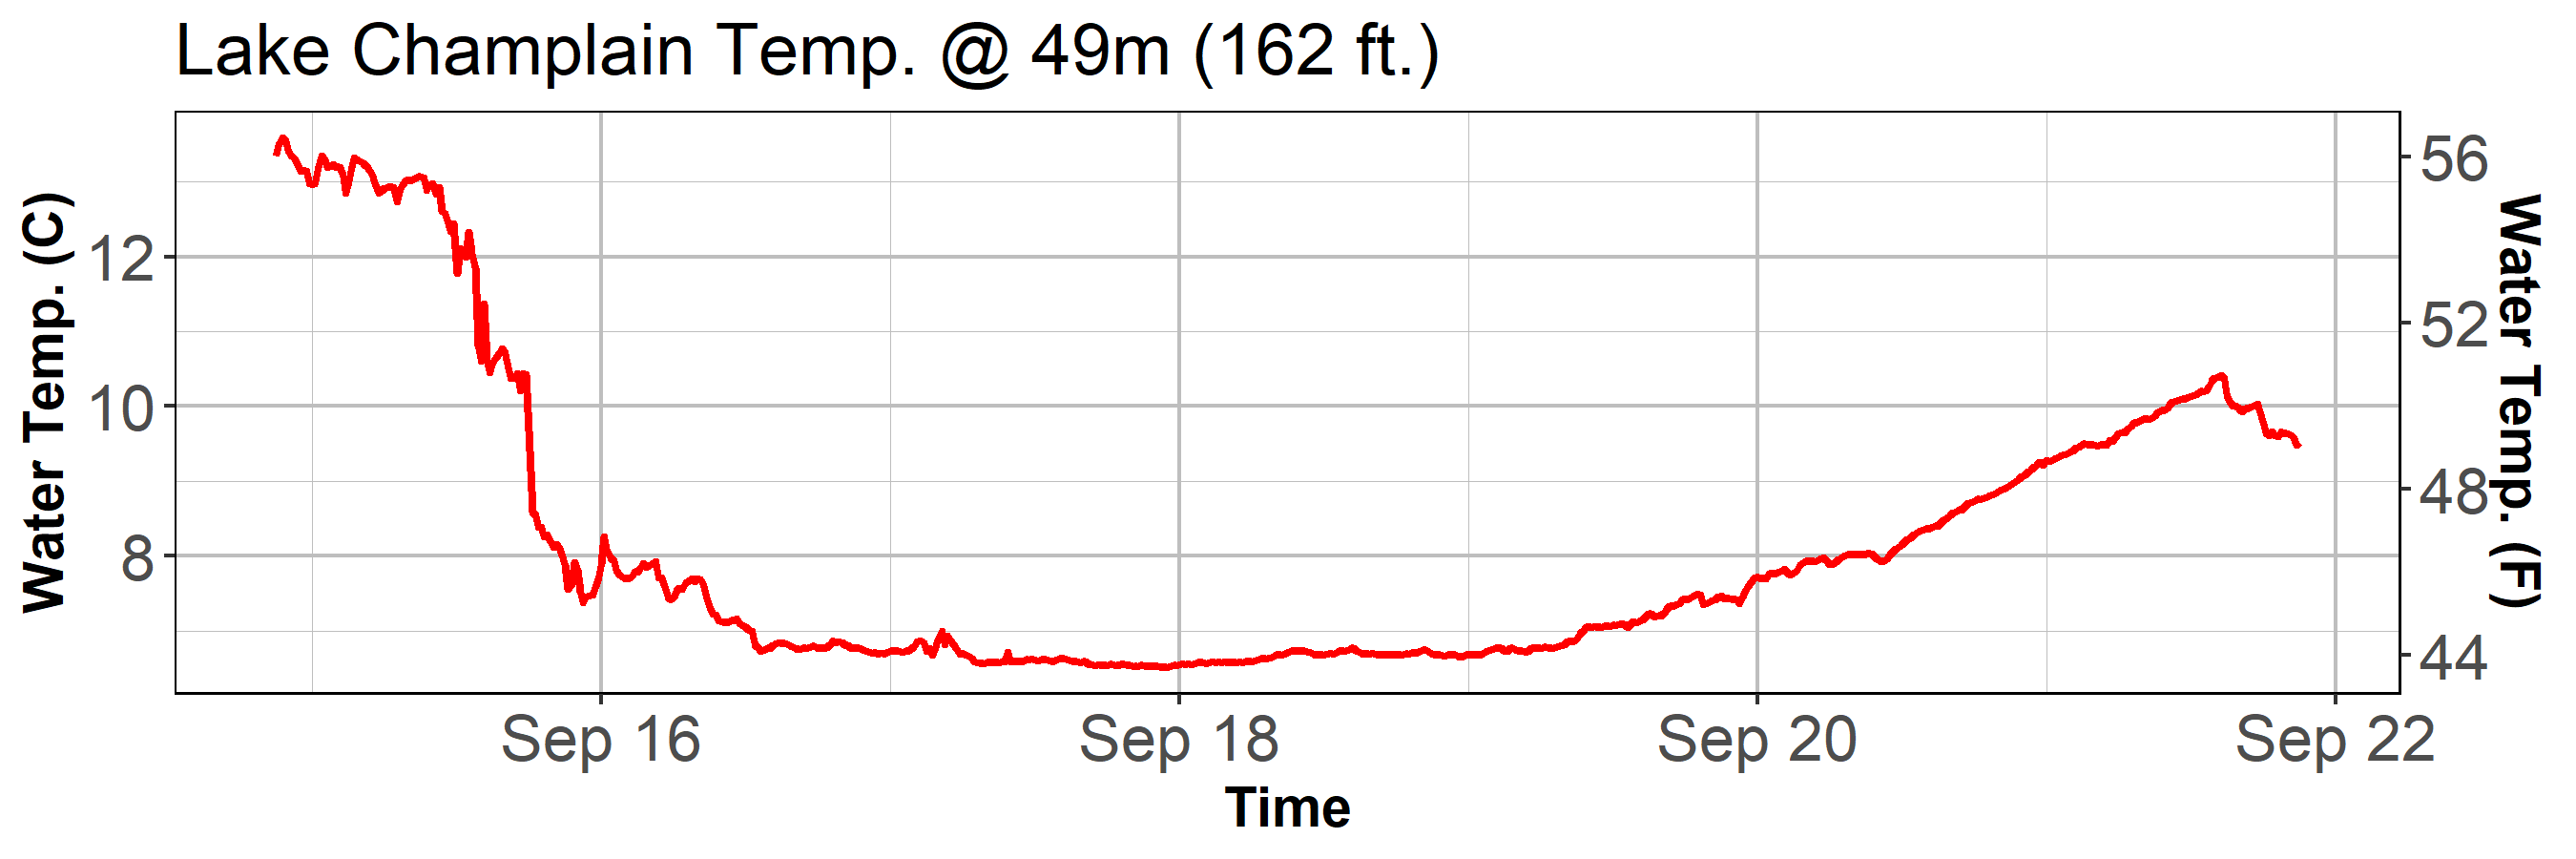 Lake Champlain Temp. @ 49m (162 ft.)
Water Temp. (C)
12
10
8
56
52
48
44
Water Temp. (F)
Sep 16 Sep 18 Sep 20 Sep 22
Time